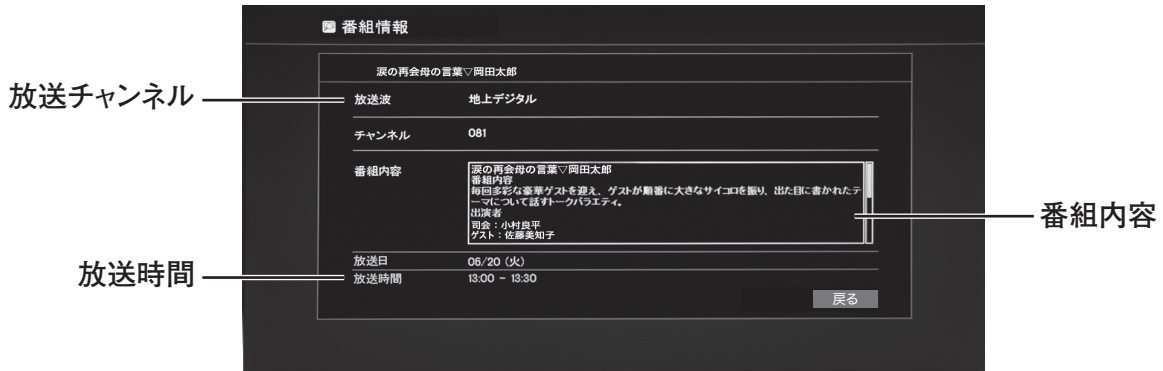 番組情報
涙の再会母の言葉▽岡田太郎
放送チャンネル
放送波 地上デジタル
チャンネル 081
番組内容 涙の再会母の言葉▽岡田太郎
番組内容
毎回多彩な豪華ゲストを迎え、ゲストが順番に大きなサイコロを振り、出た目に書かれたテ
ーマについて話すトークバラエティ。
出演者
司会：小村良平
ゲスト：佐藤美知子
番組内容
放送日 06/20（火）
放送時間
放送時間 13:00 - 13:30
戻る